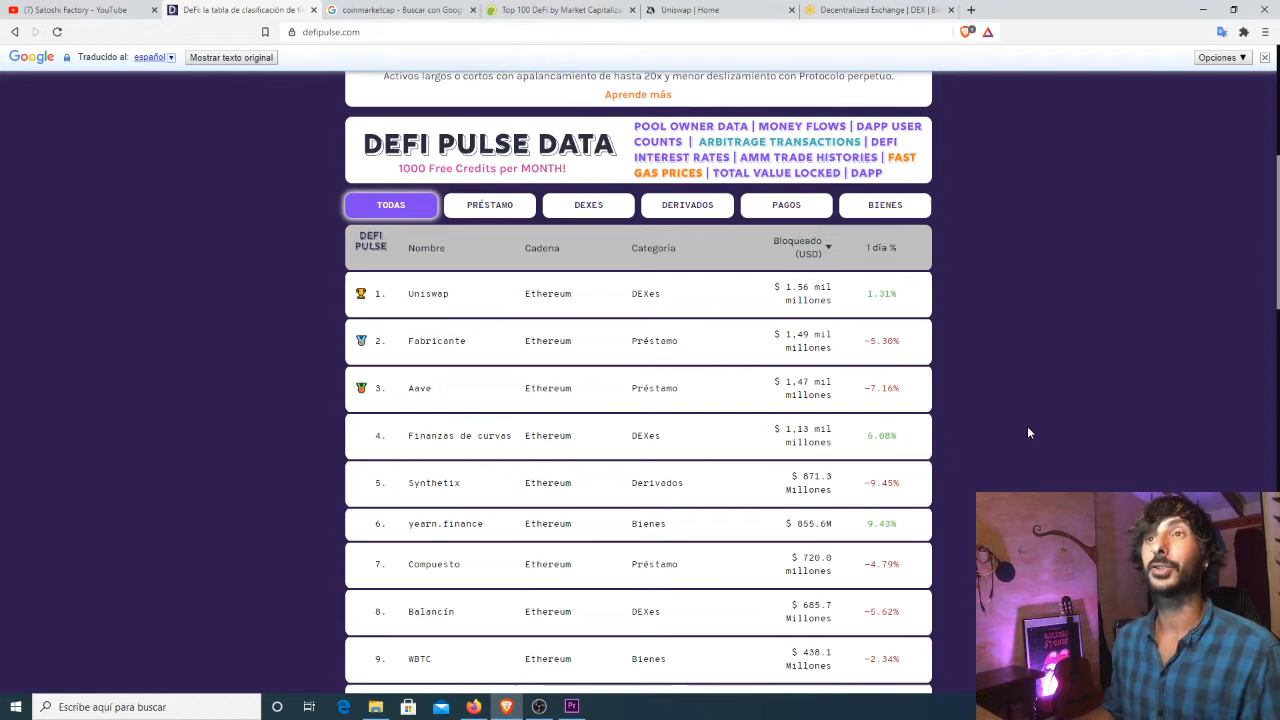 (7) Satoshi Factory - YouTube
DeFi la tabla de clasificación de fi
coinmarketcap - Buscar con Goog
Top 100 DeFi by Market Capitaliza
Uniswap | Home
Decentralized Exchange | DEX | Bi
defipulse.com
Google Traducido al: español Mostrar texto original
Opciones ▼
Activos largos o cortos con apalancamiento de hasta 20x y menor deslizamiento con Protocolo perpetuo.
Aprende más
DEFI PULSE DATA
1000 Free Credits per MONTH!
POOL OWNER DATA | MONEY FLOWS | DAPP USER
COUNTS | ARBITRAGE TRANSACTIONS | DEFI
INTEREST RATES | AMM TRADE HISTORIES | FAST
GAS PRICES | TOTAL VALUE LOCKED | DAPP
TODAS PRÉSTAMO DEXES DERIVADOS PAGOS BIENES
DEFI
PULSE
Nombre Cadena Categoría
Bloqueado
(USD)
1 día %
1. Uniswap Ethereum DEXes $ 1.56 mil
millones
1.31%
2. Fabricante Ethereum Préstamo $ 1,49 mil
millones
-5.30%
3. Aave Ethereum Préstamo $ 1,47 mil
millones
-7.16%
4. Finanzas de curvas Ethereum DEXes $ 1,13 mil
millones
6.08%
5. Synthetix Ethereum Derivados $ 871.3
Millones
-9.45%
6. yearn.finance Ethereum Bienes $ 855.6M 9.43%
7. Compuesto Ethereum Préstamo $ 720.0
millones
-4.79%
8. Balancín Ethereum DEXes $ 685.7
Millones
-5.62%
9. WBTC Ethereum Bienes $ 438.1
Millones
-2.34%
Escribe aquí para buscar